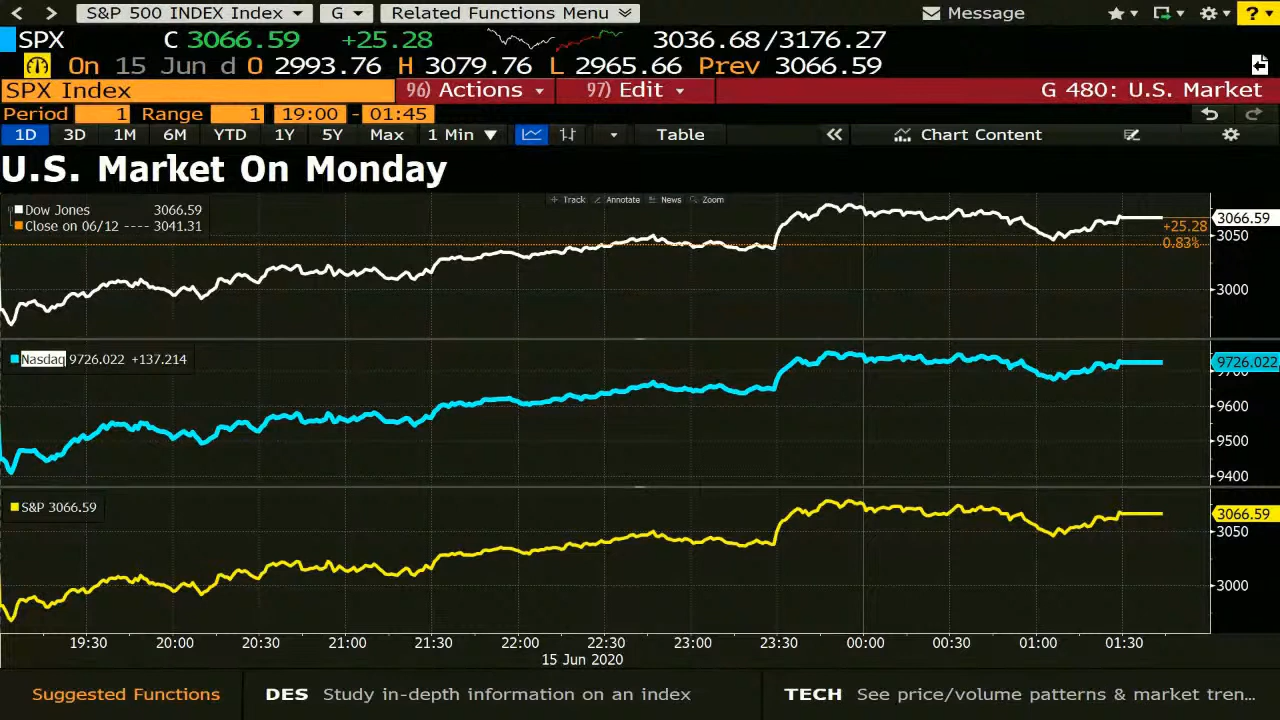 S&P 500 INDEX Index G Related Functions Menu Message ?
SPX C 3066.59 +25.28 3036.68/3176.27
On 15 Jun d O 2993.76 H 3079.76 L 2965.66 Prev 3066.59
SPX Index 96) Actions 97) Edit G 480: U.S. Market
Period 1 Range 1 19:00 - 01:45
1D 3D 1M 6M YTD 1Y 5Y Max 1 Min Table Chart Content
U.S. Market On Monday
Track Annotate News Zoom
Dow Jones 3066.59
Close on 06/12 ---- 3041.31
3066.59
+25.28
3050
0.83%
3000
Nasdaq 9726.022 +137.214
9726.022
9700
9600
9500
9400
S&P 3066.59
3066.59
3050
3000
19:30 20:00 20:30 21:00 21:30 22:00 22:30 23:00 23:30 00:00 00:30 01:00 01:30
15 Jun 2020
Suggested Functions DES Study in-depth information on an index TECH See price/volume patterns & market tren...